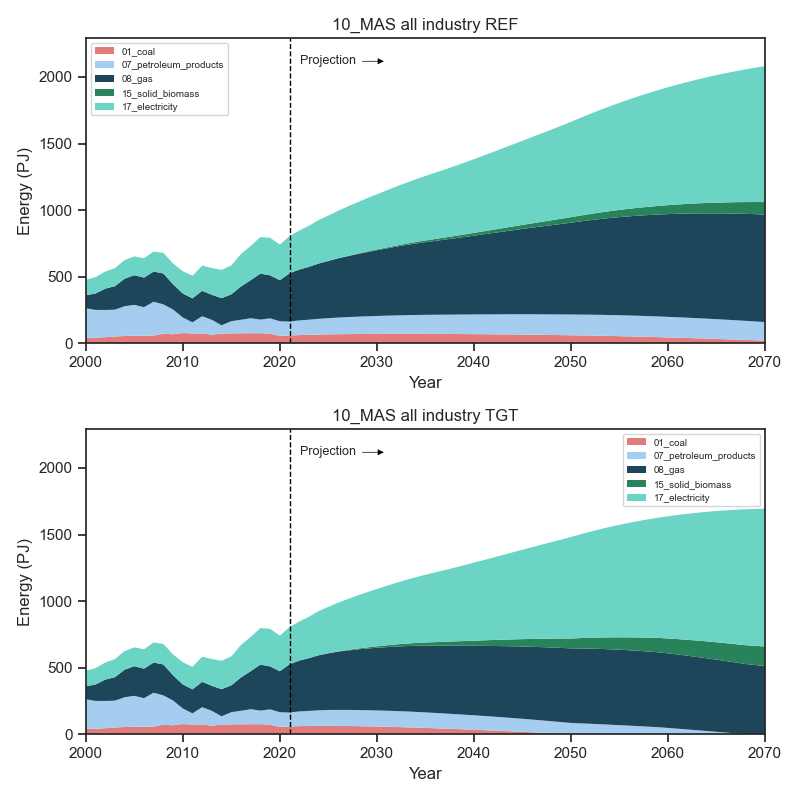 10_MAS all industry REF
01_coal
07_petroleum_products
08_gas
15_solid_biomass
17_electricity
Projection
2000
1500
1000
500
0
Energy (PJ)
2000 2010 2020 2030 2040 2050 2060 2070
Year
10_MAS all industry TGT
Projection
01_coal
07_petroleum_products
08_gas
15_solid_biomass
17_electricity
2000
1500
1000
500
0
Energy (PJ)
2000 2010 2020 2030 2040 2050 2060 2070
Year